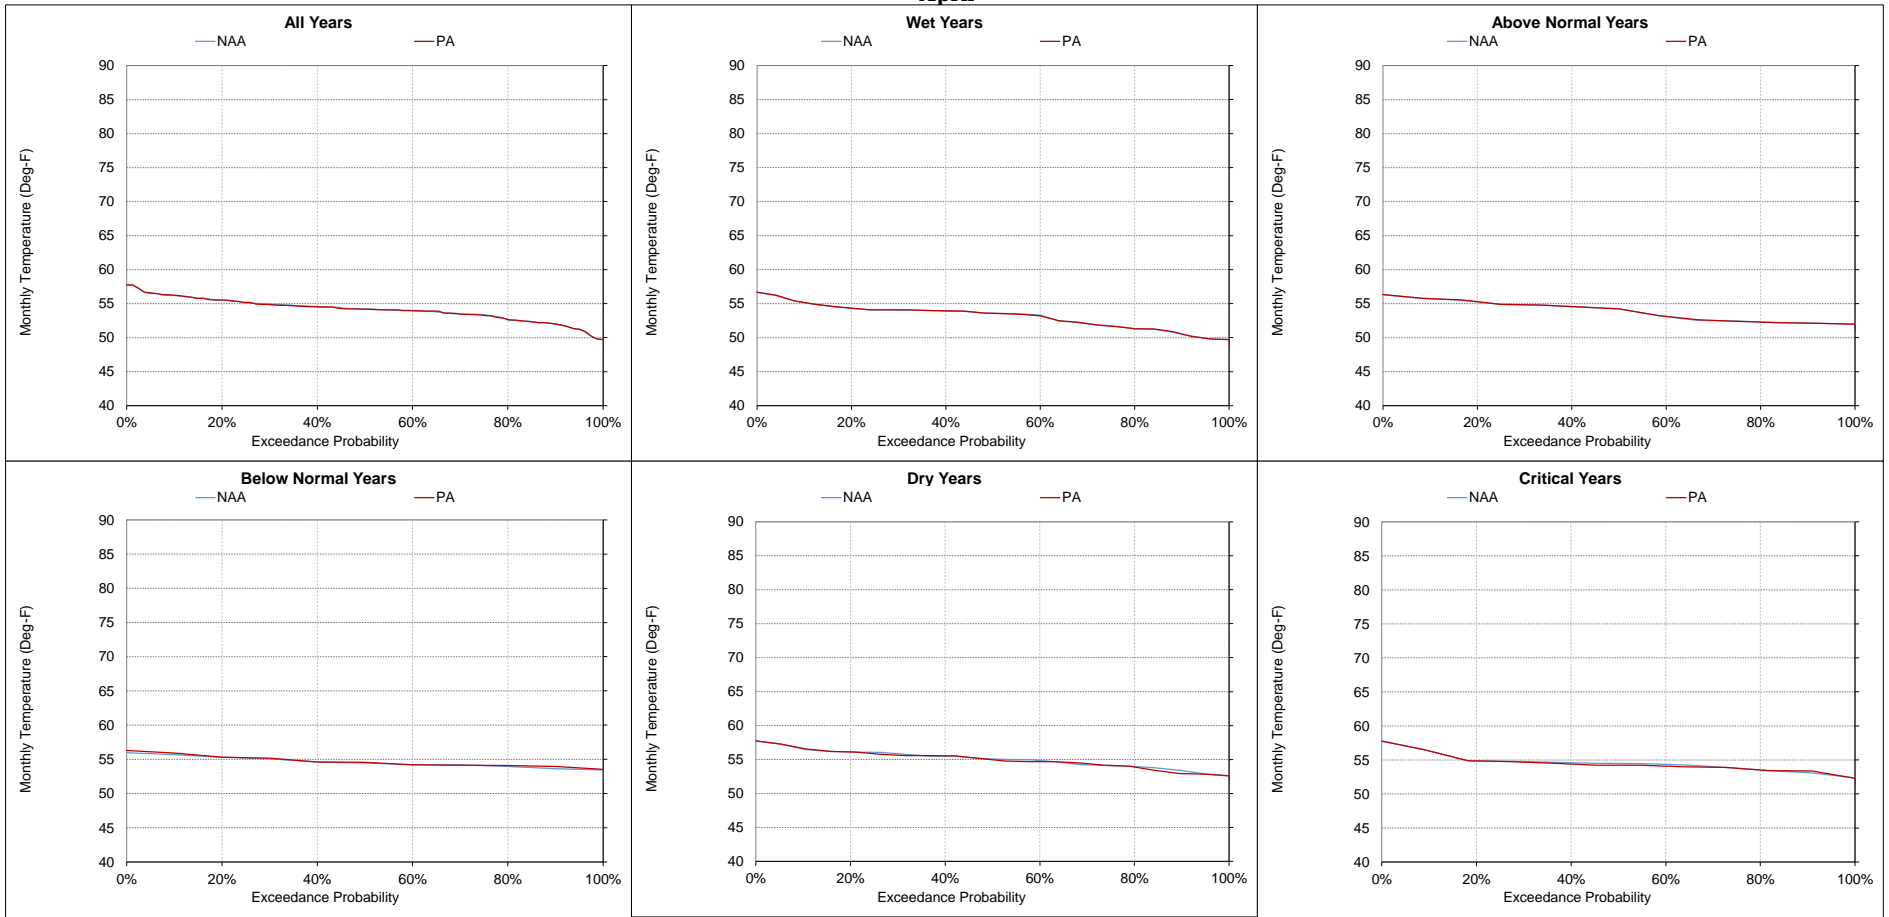 All Years
NAA PA
Monthly Temperature (Deg-F)
90
85
80
75
70
65
60
55
50
45
40
0% 20% 40% 60% 80% 100%
Exceedance Probability
Wet Years
NAA PA
Monthly Temperature (Deg-F)
90
85
80
75
70
65
60
55
50
45
40
0% 20% 40% 60% 80% 100%
Exceedance Probability
Above Normal Years
NAA PA
Monthly Temperature (Deg-F)
90
85
80
75
70
65
60
55
50
45
40
0% 20% 40% 60% 80% 100%
Exceedance Probability
Below Normal Years
NAA PA
Monthly Temperature (Deg-F)
90
85
80
75
70
65
60
55
50
45
40
0% 20% 40% 60% 80% 100%
Exceedance Probability
Dry Years
NAA PA
Monthly Temperature (Deg-F)
90
85
80
75
70
65
60
55
50
45
40
0% 20% 40% 60% 80% 100%
Exceedance Probability
Critical Years
NAA PA
Monthly Temperature (Deg-F)
90
85
80
75
70
65
60
55
50
45
40
0% 20% 40% 60% 80% 100%
Exceedance Probability